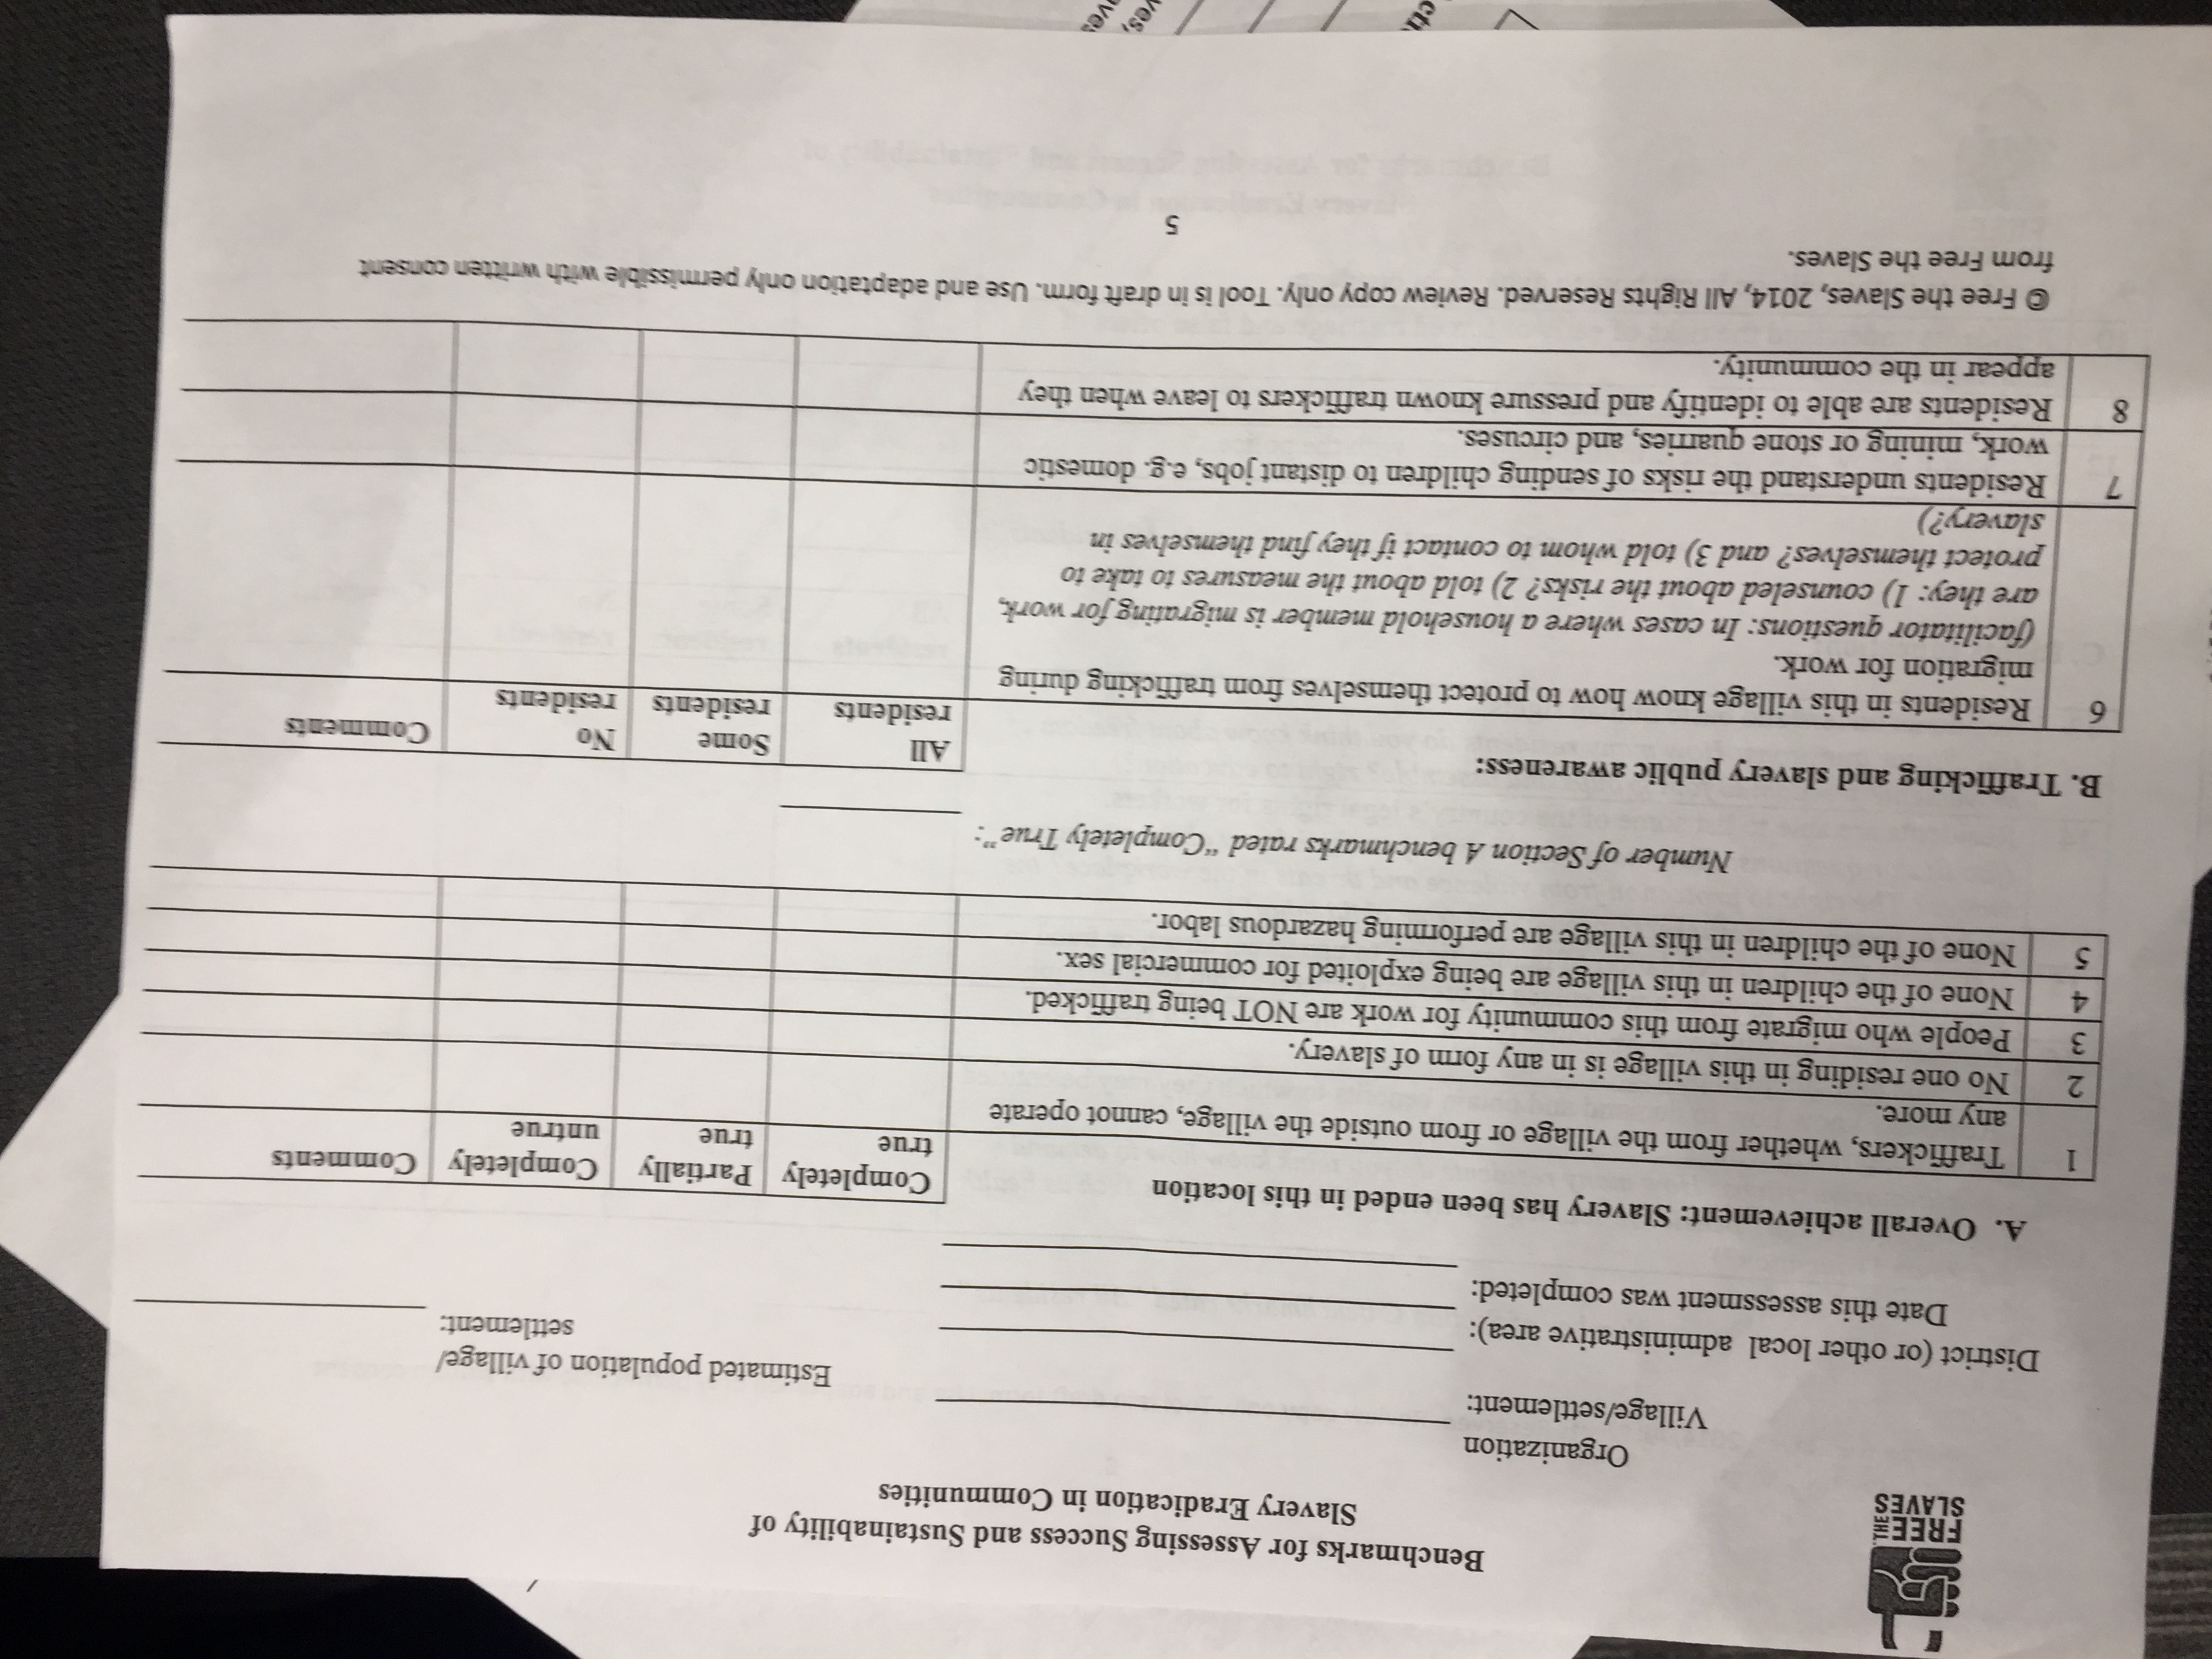 FREE THE
SLAVES
Benchmarks for Assessing Success and Sustainability of
Slavery Eradication in Communities
Organization
Village/settlement:
Estimated population of village/
settlement:
District (or other local administrative area):
Date this assessment was completed:
A. Overall achievement: Slavery has been ended in this location
Completely
true
Partially
true
Completely
untrue
Comments
1 Traffickers, whether from the village or from outside the village, cannot operate
any more.
2 No one residing in this village is in any form of slavery.
3 People who migrate from this community for work are NOT being trafficked.
4 None of the children in this village are being exploited for commercial sex.
5 None of the children in this village are performing hazardous labor.
Number of Section A benchmarks rated “Completely True”:
B. Trafficking and slavery public awareness:
All
residents
Some
residents
No
residents
Comments
6 Residents in this village know how to protect themselves from trafficking during
migration for work.
(facilitator questions: In cases where a household member is migrating for work,
are they: 1) counseled about the risks? 2) told about the measures to take to
protect themselves? and 3) told whom to contact if they find themselves in
slavery?)
7 Residents understand the risks of sending children to distant jobs, e.g. domestic
work, mining or stone quarries, and circuses.
8 Residents are able to identify and pressure known traffickers to leave when they
appear in the community.
© Free the Slaves, 2014, All Rights Reserved. Review copy only. Tool is in draft form. Use and adaptation only permissible with written consent
from Free the Slaves.
5